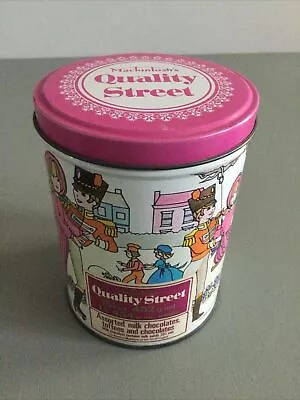 Mackintosh's
Quality
Street
Quality Street
Assorted milk chocolates,
toffees and chocolates